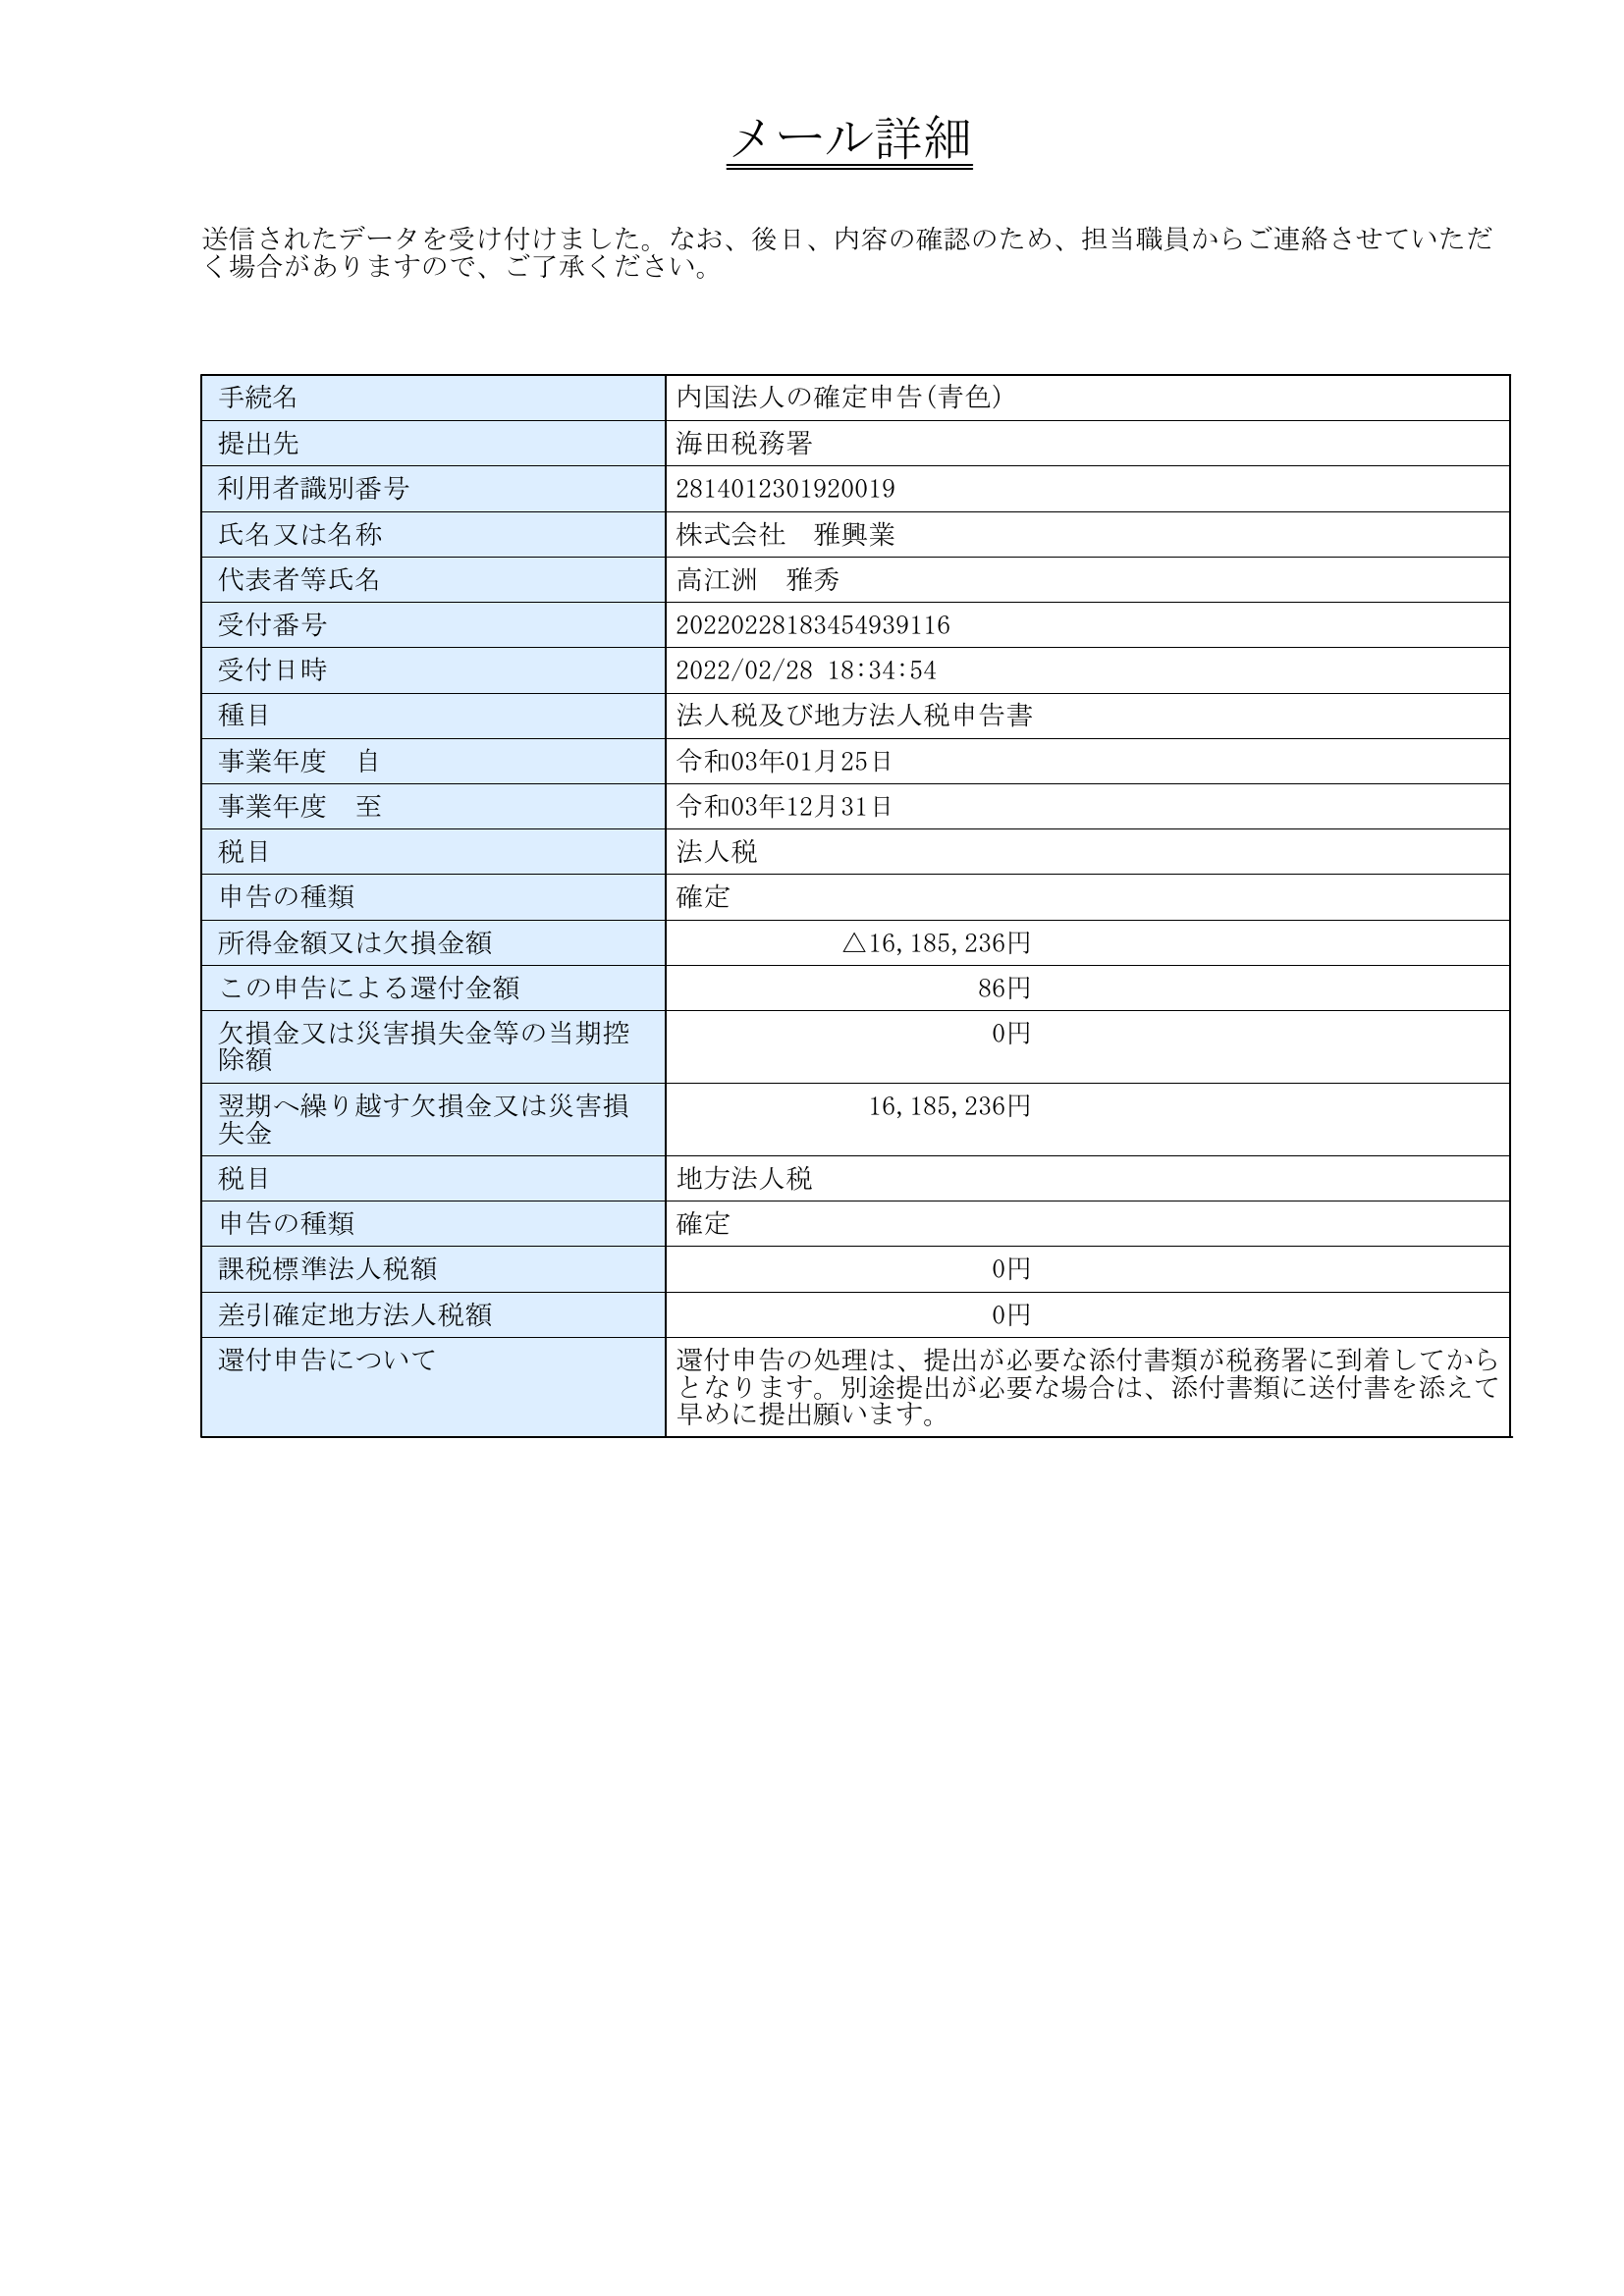 メール詳細
送信されたデータを受け付けました。なお、後日、内容の確認のため、担当職員からご連絡させていただ
く場合がありますので、ご了承ください。
手続名 内国法人の確定申告(青色)
提出先 海田税務署
利用者識別番号 2814012301920019
氏名又は名称 株式会社　雅興業
代表者等氏名 高江洲　雅秀
受付番号 20220228183454939116
受付日時 2022/02/28 18:34:54
種目 法人税及び地方法人税申告書
事業年度　自 令和03年01月25日
事業年度　至 令和03年12月31日
税目 法人税
申告の種類 確定
所得金額又は欠損金額 △16,185,236円
この申告による還付金額 86円
欠損金又は災害損失金等の当期控 0円
除額
翌期へ繰り越す欠損金又は災害損 16,185,236円
失金
税目 地方法人税
申告の種類 確定
課税標準法人税額 0円
差引確定地方法人税額 0円
還付申告について 還付申告の処理は、提出が必要な添付書類が税務署に到着してから
となります。別途提出が必要な場合は、添付書類に送付書を添えて
早めに提出願います。